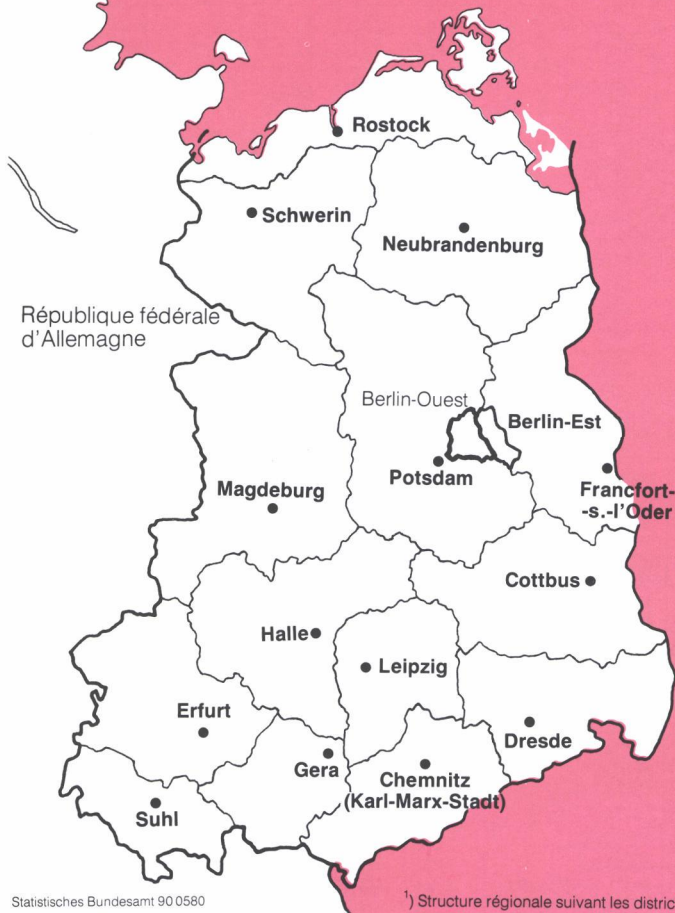 Rostock
Schwerin
Neubrandenburg
République fédérale
d'Allemagne
Berlin-Ouest
Berlin-Est
Potsdam
Magdeburg
Francfort-
-s.-l'Oder
Cottbus
Halle
Leipzig
Erfurt
Dresde
Gera
Chemnitz
(Karl-Marx-Stadt)
Suhl
Statistisches Bundesamt 90 0580
¹) Structure régionale suivant les distric